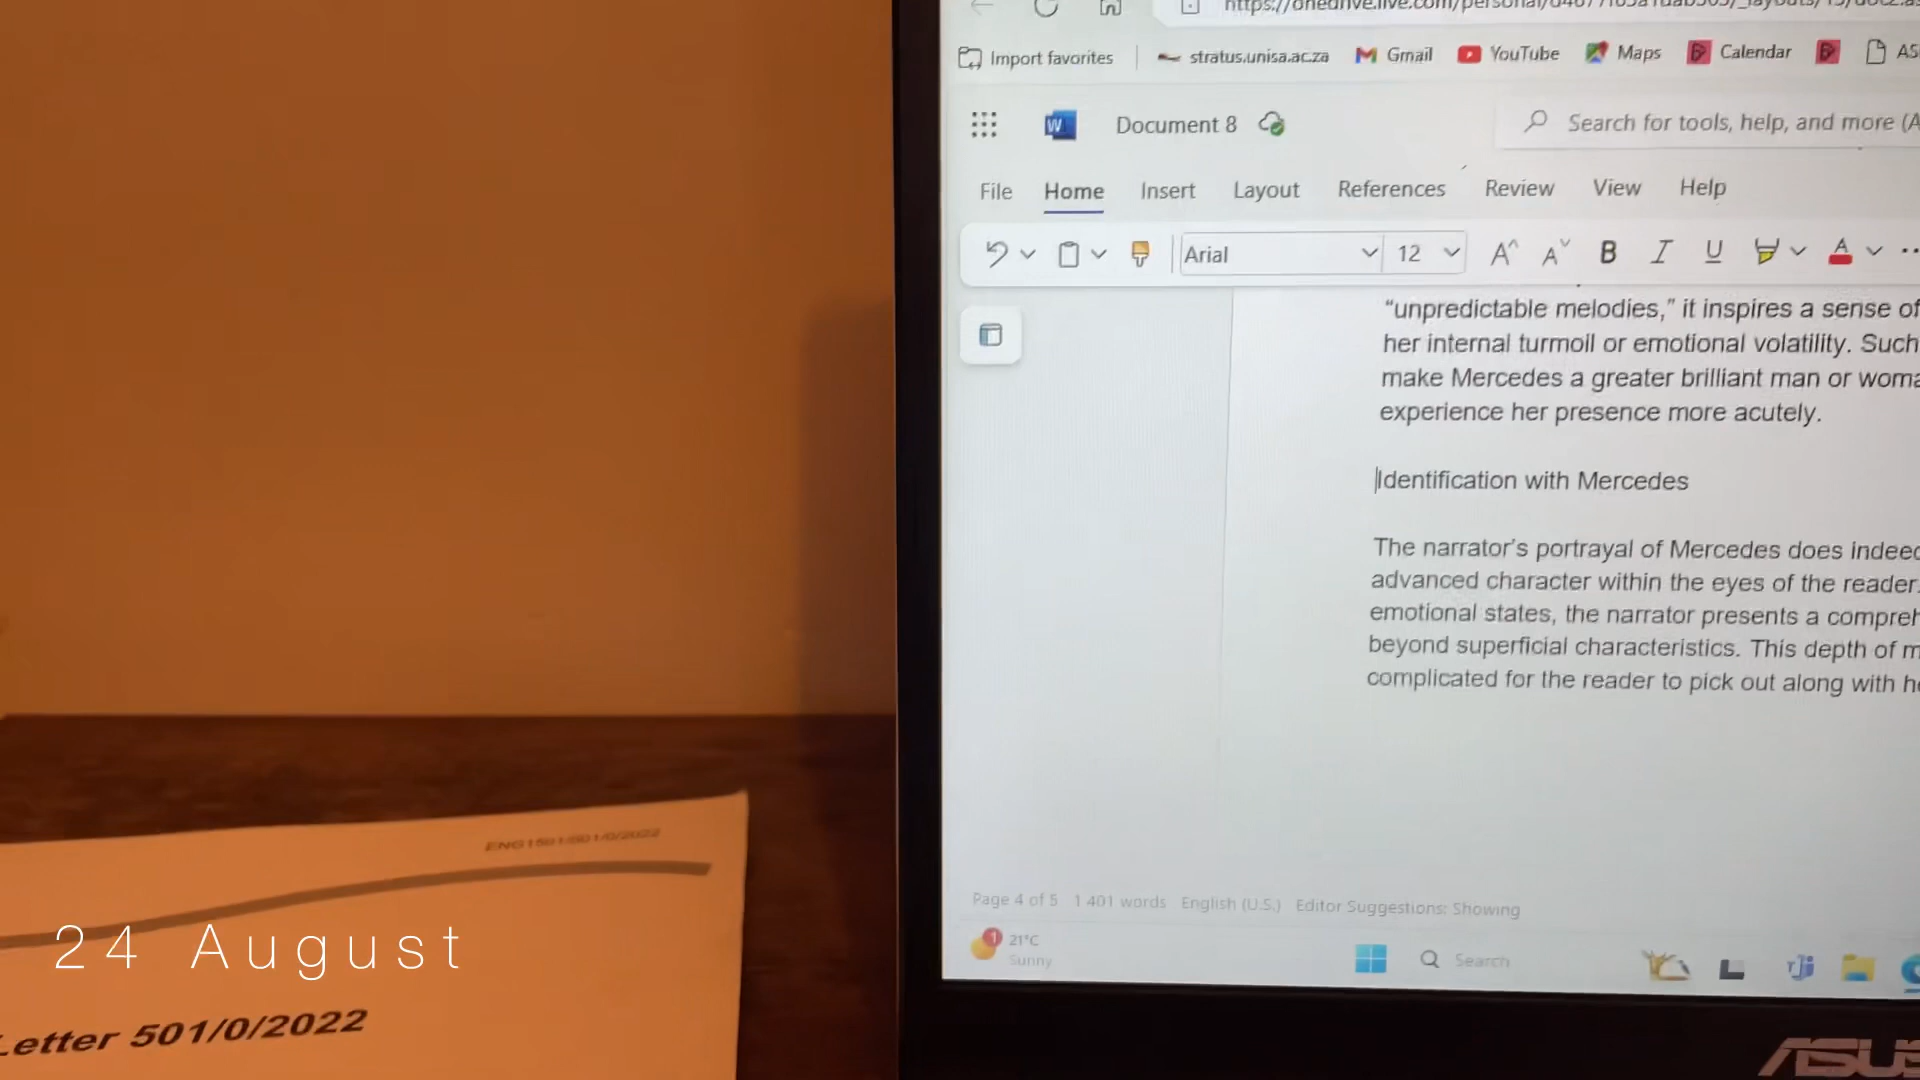 Import favorites
stratus.unisa.ac.za
Gmail
YouTube
Maps
Calendar
Document 8
Search for tools, help, and more
File Home Insert Layout References Review View Help
Arial 12
“unpredictable melodies,” it inspires a sense of
her internal turmoil or emotional volatility. Such
make Mercedes a greater brilliant man or
experience her presence more acutely.
Identification with Mercedes
The narrator's portrayal of Mercedes does
advanced character within the eyes of the reader
emotional states, the narrator presents a
beyond superficial characteristics. This depth of
complicated for the reader to pick out along with
Page 4 of 5 1 401 words English (U.S.) Editor Suggestions: Showing
1
21°C
Sunny
Search
ASUS
24 August
Letter 501/0/2022